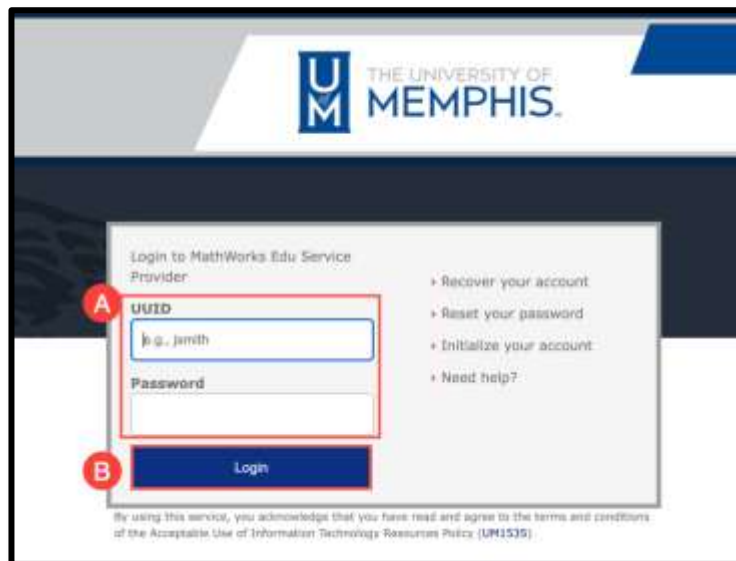 THE UNIVERSITY OF
MEMPHIS™
UM
Login to MathWorks Edu Service
Provider
A
UUID
e.g., jsmith
Password
B
Login
Recover your account
Reset your password
Initialize your account
Need help?
By using this service, you acknowledge that you have read and agree to the terms and conditions
of the Acceptable Use of Information Technology Resources Policy (UM1535)